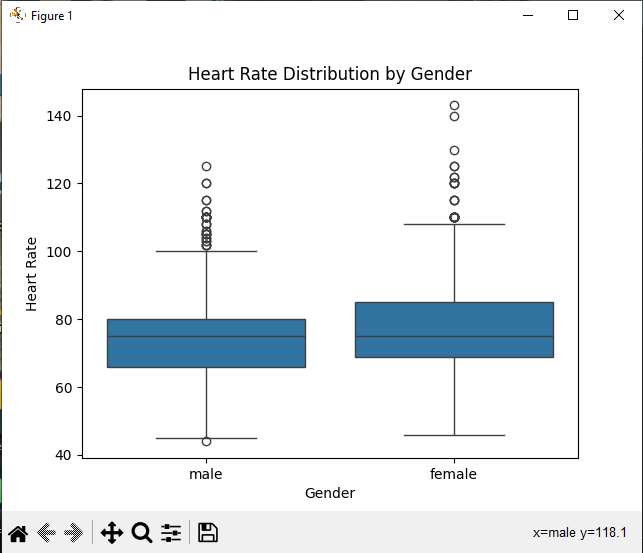 Figure 1
Heart Rate Distribution by Gender
140
120
100
80
60
40
Heart Rate
male female
Gender
x=male y=118.1